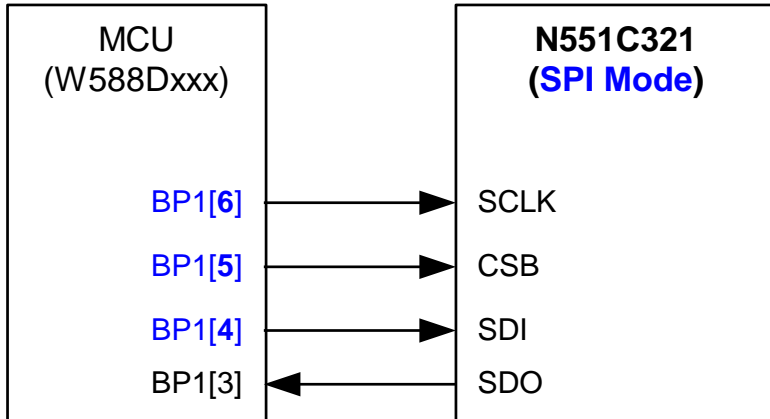 MCU
(W588Dxxx)
N551C321
(SPI Mode)
BP1[6]
SCLK
BP1[5]
CSB
BP1[4]
SDI
BP1[3]
SDO